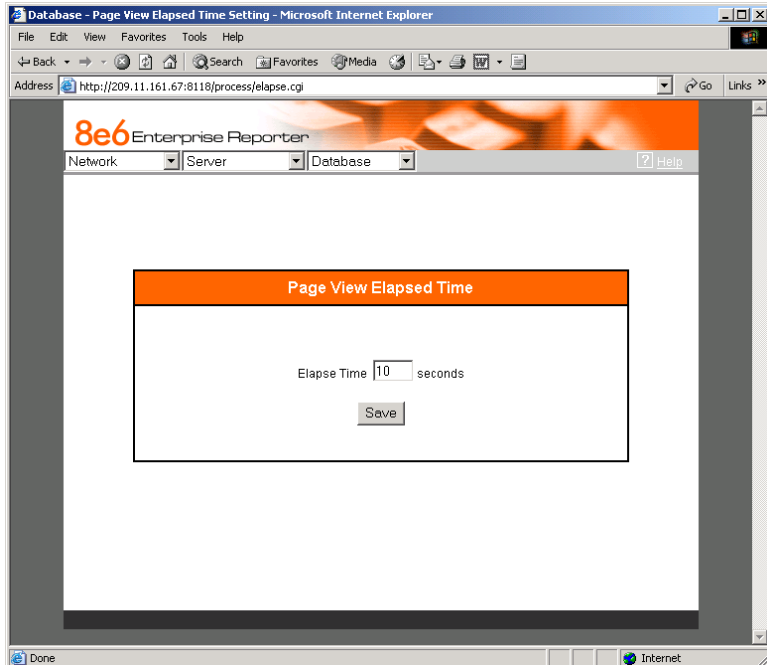 Database - Page View Elapsed Time Setting - Microsoft Internet Explorer
File Edit View Favorites Tools Help
Back Search Favorites Media
Address http://209.11.161.67:8118/process/elapse.cgi Go Links »
8e6 Enterprise Reporter
Network Server Database ? Help
Page View Elapsed Time
Elapse Time 10 seconds
Save
Done Internet